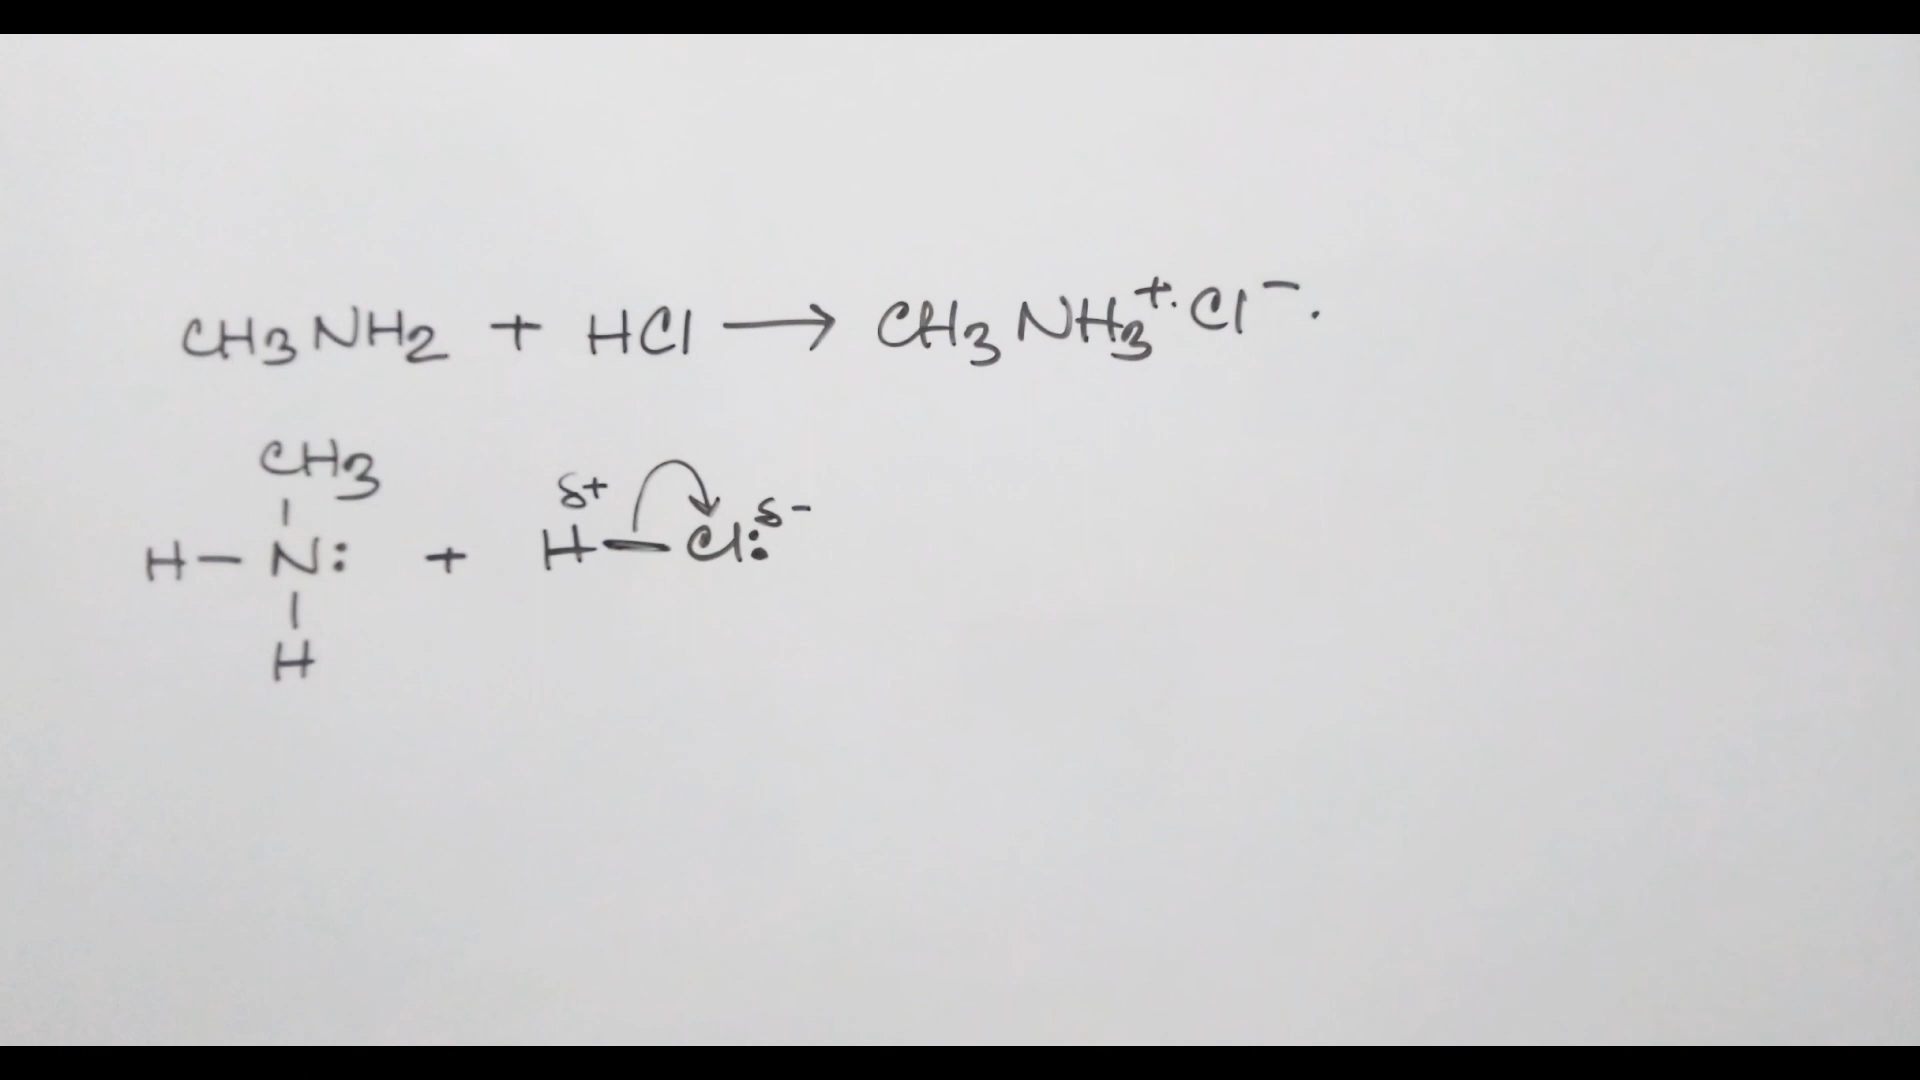 CH3NH2 + HCl → CH3NH3+.Cl-.
CH3
δ+ δ-
H–N: + H–Cl:
H